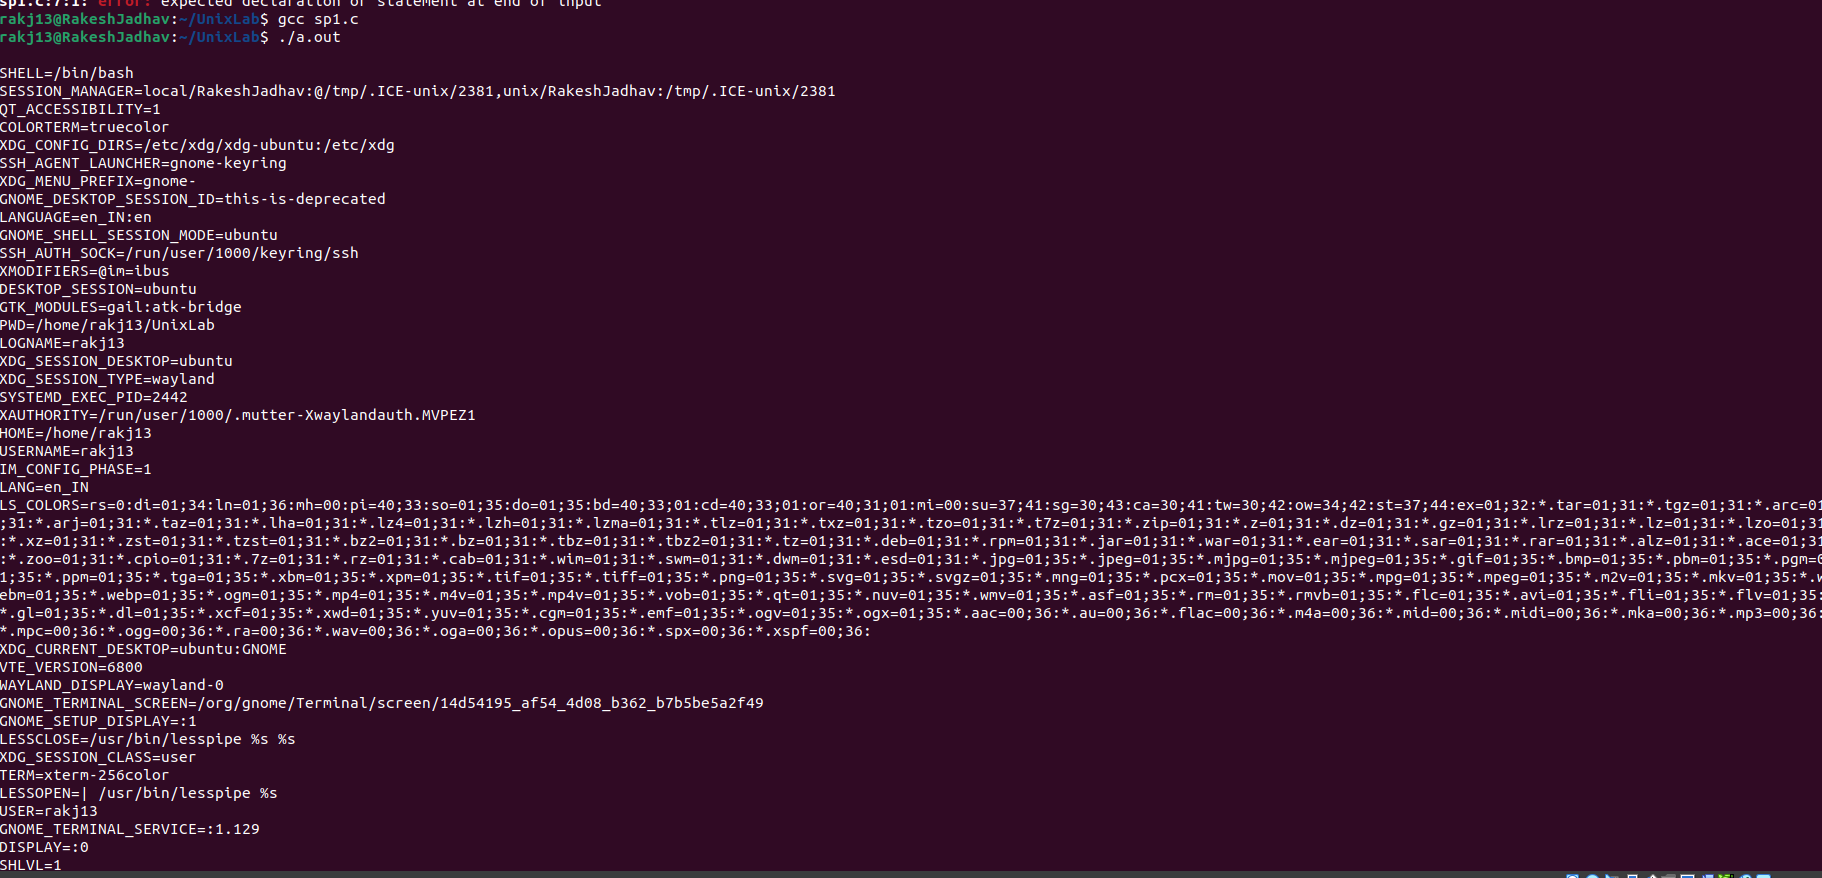 sp1.c:7:1: error: expected declaration or statement at end of input
rakj13@RakeshJadhav:~/UnixLab$ gcc sp1.c
rakj13@RakeshJadhav:~/UnixLab$ ./a.out
SHELL=/bin/bash
SESSION_MANAGER=local/RakeshJadhav:@/tmp/.ICE-unix/2381,unix/RakeshJadhav:/tmp/.ICE-unix/2381
QT_ACCESSIBILITY=1
COLORTERM=truecolor
XDG_CONFIG_DIRS=/etc/xdg/xdg-ubuntu:/etc/xdg
SSH_AGENT_LAUNCHER=gnome-keyring
XDG_MENU_PREFIX=gnome-
GNOME_DESKTOP_SESSION_ID=this-is-deprecated
LANGUAGE=en_IN:en
GNOME_SHELL_SESSION_MODE=ubuntu
SSH_AUTH_SOCK=/run/user/1000/keyring/ssh
XMODIFIERS=@im=ibus
DESKTOP_SESSION=ubuntu
GTK_MODULES=gail:atk-bridge
PWD=/home/rakj13/UnixLab
LOGNAME=rakj13
XDG_SESSION_DESKTOP=ubuntu
XDG_SESSION_TYPE=wayland
SYSTEMD_EXEC_PID=2442
XAUTHORITY=/run/user/1000/.mutter-Xwaylandauth.MVPEZ1
HOME=/home/rakj13
USERNAME=rakj13
IM_CONFIG_PHASE=1
LANG=en_IN
LS_COLORS=rs=0:di=01;34:ln=01;36:mh=00:pi=40;33:so=01;35:do=01;35:bd=40;33;01:cd=40;33;01:or=40;31;01:mi=00:su=37;41:sg=30;43:ca=30;41:tw=30;42:ow=34;42:st=37;44:ex=01;32:*.tar=01;31:*.tgz=01;31:*.arc=01
;31:*.arj=01;31:*.taz=01;31:*.lha=01;31:*.lz4=01;31:*.lzh=01;31:*.lzma=01;31:*.tlz=01;31:*.txz=01;31:*.tzo=01;31:*.t7z=01;31:*.zip=01;31:*.z=01;31:*.dz=01;31:*.gz=01;31:*.lrz=01;31:*.lz=01;31:*.lzo=01;31
:*.xz=01;31:*.zst=01;31:*.tzst=01;31:*.bz2=01;31:*.bz=01;31:*.tbz=01;31:*.tbz2=01;31:*.tz=01;31:*.deb=01;31:*.rpm=01;31:*.jar=01;31:*.war=01;31:*.ear=01;31:*.sar=01;31:*.rar=01;31:*.alz=01;31:*.ace=01;31
:*.zoo=01;31:*.cpio=01;31:*.7z=01;31:*.rz=01;31:*.cab=01;31:*.wim=01;31:*.swm=01;31:*.dwm=01;31:*.esd=01;31:*.jpg=01;35:*.jpeg=01;35:*.mjpg=01;35:*.mjpeg=01;35:*.gif=01;35:*.bmp=01;35:*.pbm=01;35:*.pgm=0
1;35:*.ppm=01;35:*.tga=01;35:*.xbm=01;35:*.xpm=01;35:*.tif=01;35:*.tiff=01;35:*.png=01;35:*.svg=01;35:*.svgz=01;35:*.mng=01;35:*.pcx=01;35:*.mov=01;35:*.mpg=01;35:*.mpeg=01;35:*.m2v=01;35:*.mkv=01;35:*.w
ebm=01;35:*.webp=01;35:*.ogm=01;35:*.mp4=01;35:*.m4v=01;35:*.mp4v=01;35:*.vob=01;35:*.qt=01;35:*.nuv=01;35:*.wmv=01;35:*.asf=01;35:*.rm=01;35:*.rmvb=01;35:*.flc=01;35:*.avi=01;35:*.fli=01;35:*.flv=01;35:
*.gl=01;35:*.dl=01;35:*.xcf=01;35:*.xwd=01;35:*.yuv=01;35:*.cgm=01;35:*.emf=01;35:*.ogv=01;35:*.ogx=01;35:*.aac=00;36:*.au=00;36:*.flac=00;36:*.m4a=00;36:*.mid=00;36:*.midi=00;36:*.mka=00;36:*.mp3=00;36:
*.mpc=00;36:*.ogg=00;36:*.ra=00;36:*.wav=00;36:*.oga=00;36:*.opus=00;36:*.spx=00;36:*.xspf=00;36:
XDG_CURRENT_DESKTOP=ubuntu:GNOME
VTE_VERSION=6800
WAYLAND_DISPLAY=wayland-0
GNOME_TERMINAL_SCREEN=/org/gnome/Terminal/screen/14d54195_af54_4d08_b362_b7b5be5a2f49
GNOME_SETUP_DISPLAY=:1
LESSCLOSE=/usr/bin/lesspipe %s %s
XDG_SESSION_CLASS=user
TERM=xterm-256color
LESSOPEN=| /usr/bin/lesspipe %s
USER=rakj13
GNOME_TERMINAL_SERVICE=:1.129
DISPLAY=:0
SHLVL=1